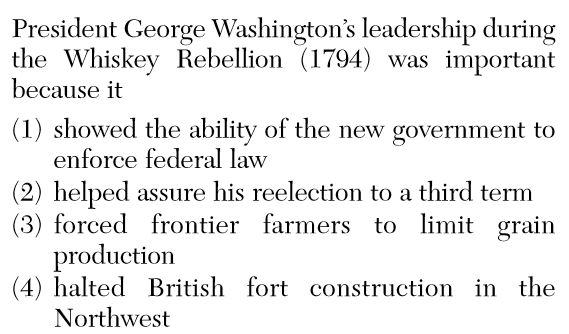 President George Washington’s leadership during
the Whiskey Rebellion (1794) was important
because it
(1) showed the ability of the new government to
enforce federal law
(2) helped assure his reelection to a third term
(3) forced frontier farmers to limit grain
production
(4) halted British fort construction in the
Northwest